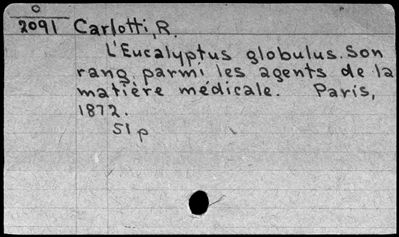 O
2091 Carlotti, R.
L'Eucalyptus globulus. Son
rang parmi les agents de la
matière médicale. Paris,
1872.
51 p